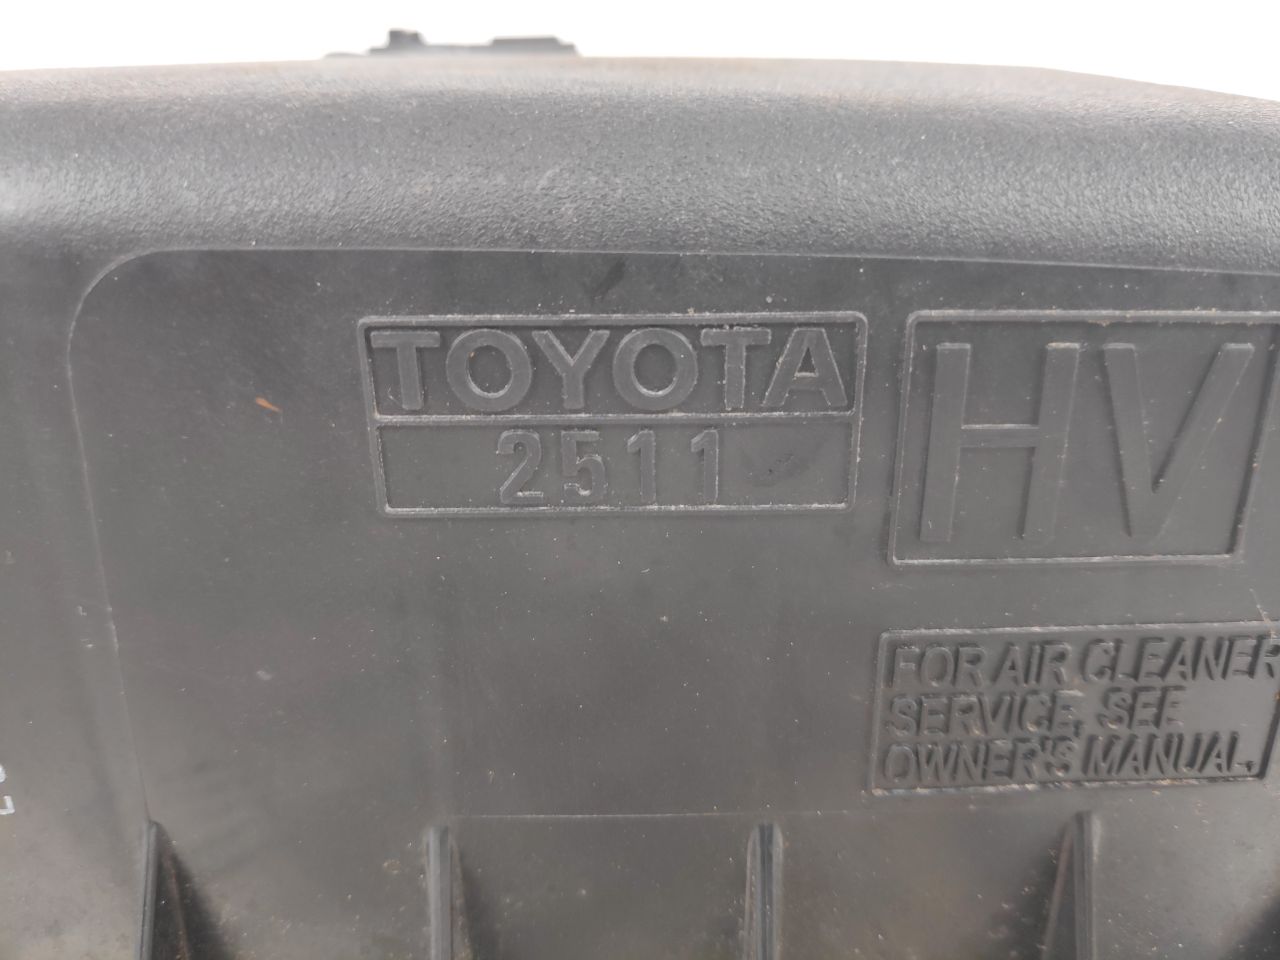 TOYOTA
2511
HV
FOR AIR CLEANER
SERVICE, SEE
OWNER'S MANUAL,